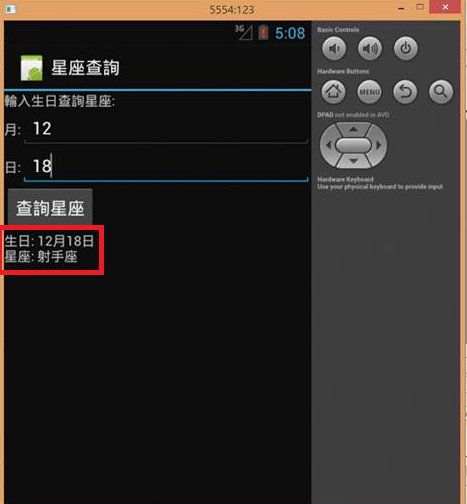 5554:123
3G
5:08
星座查詢
輸入生日查詢星座:
月: 12
日: 18
查詢星座
生日: 12月18日
星座: 射手座
Basic Controls
Hardware Buttons
MENU
DPAD not enabled in AVD
Hardware Keyboard
Use your physical keyboard to provide input